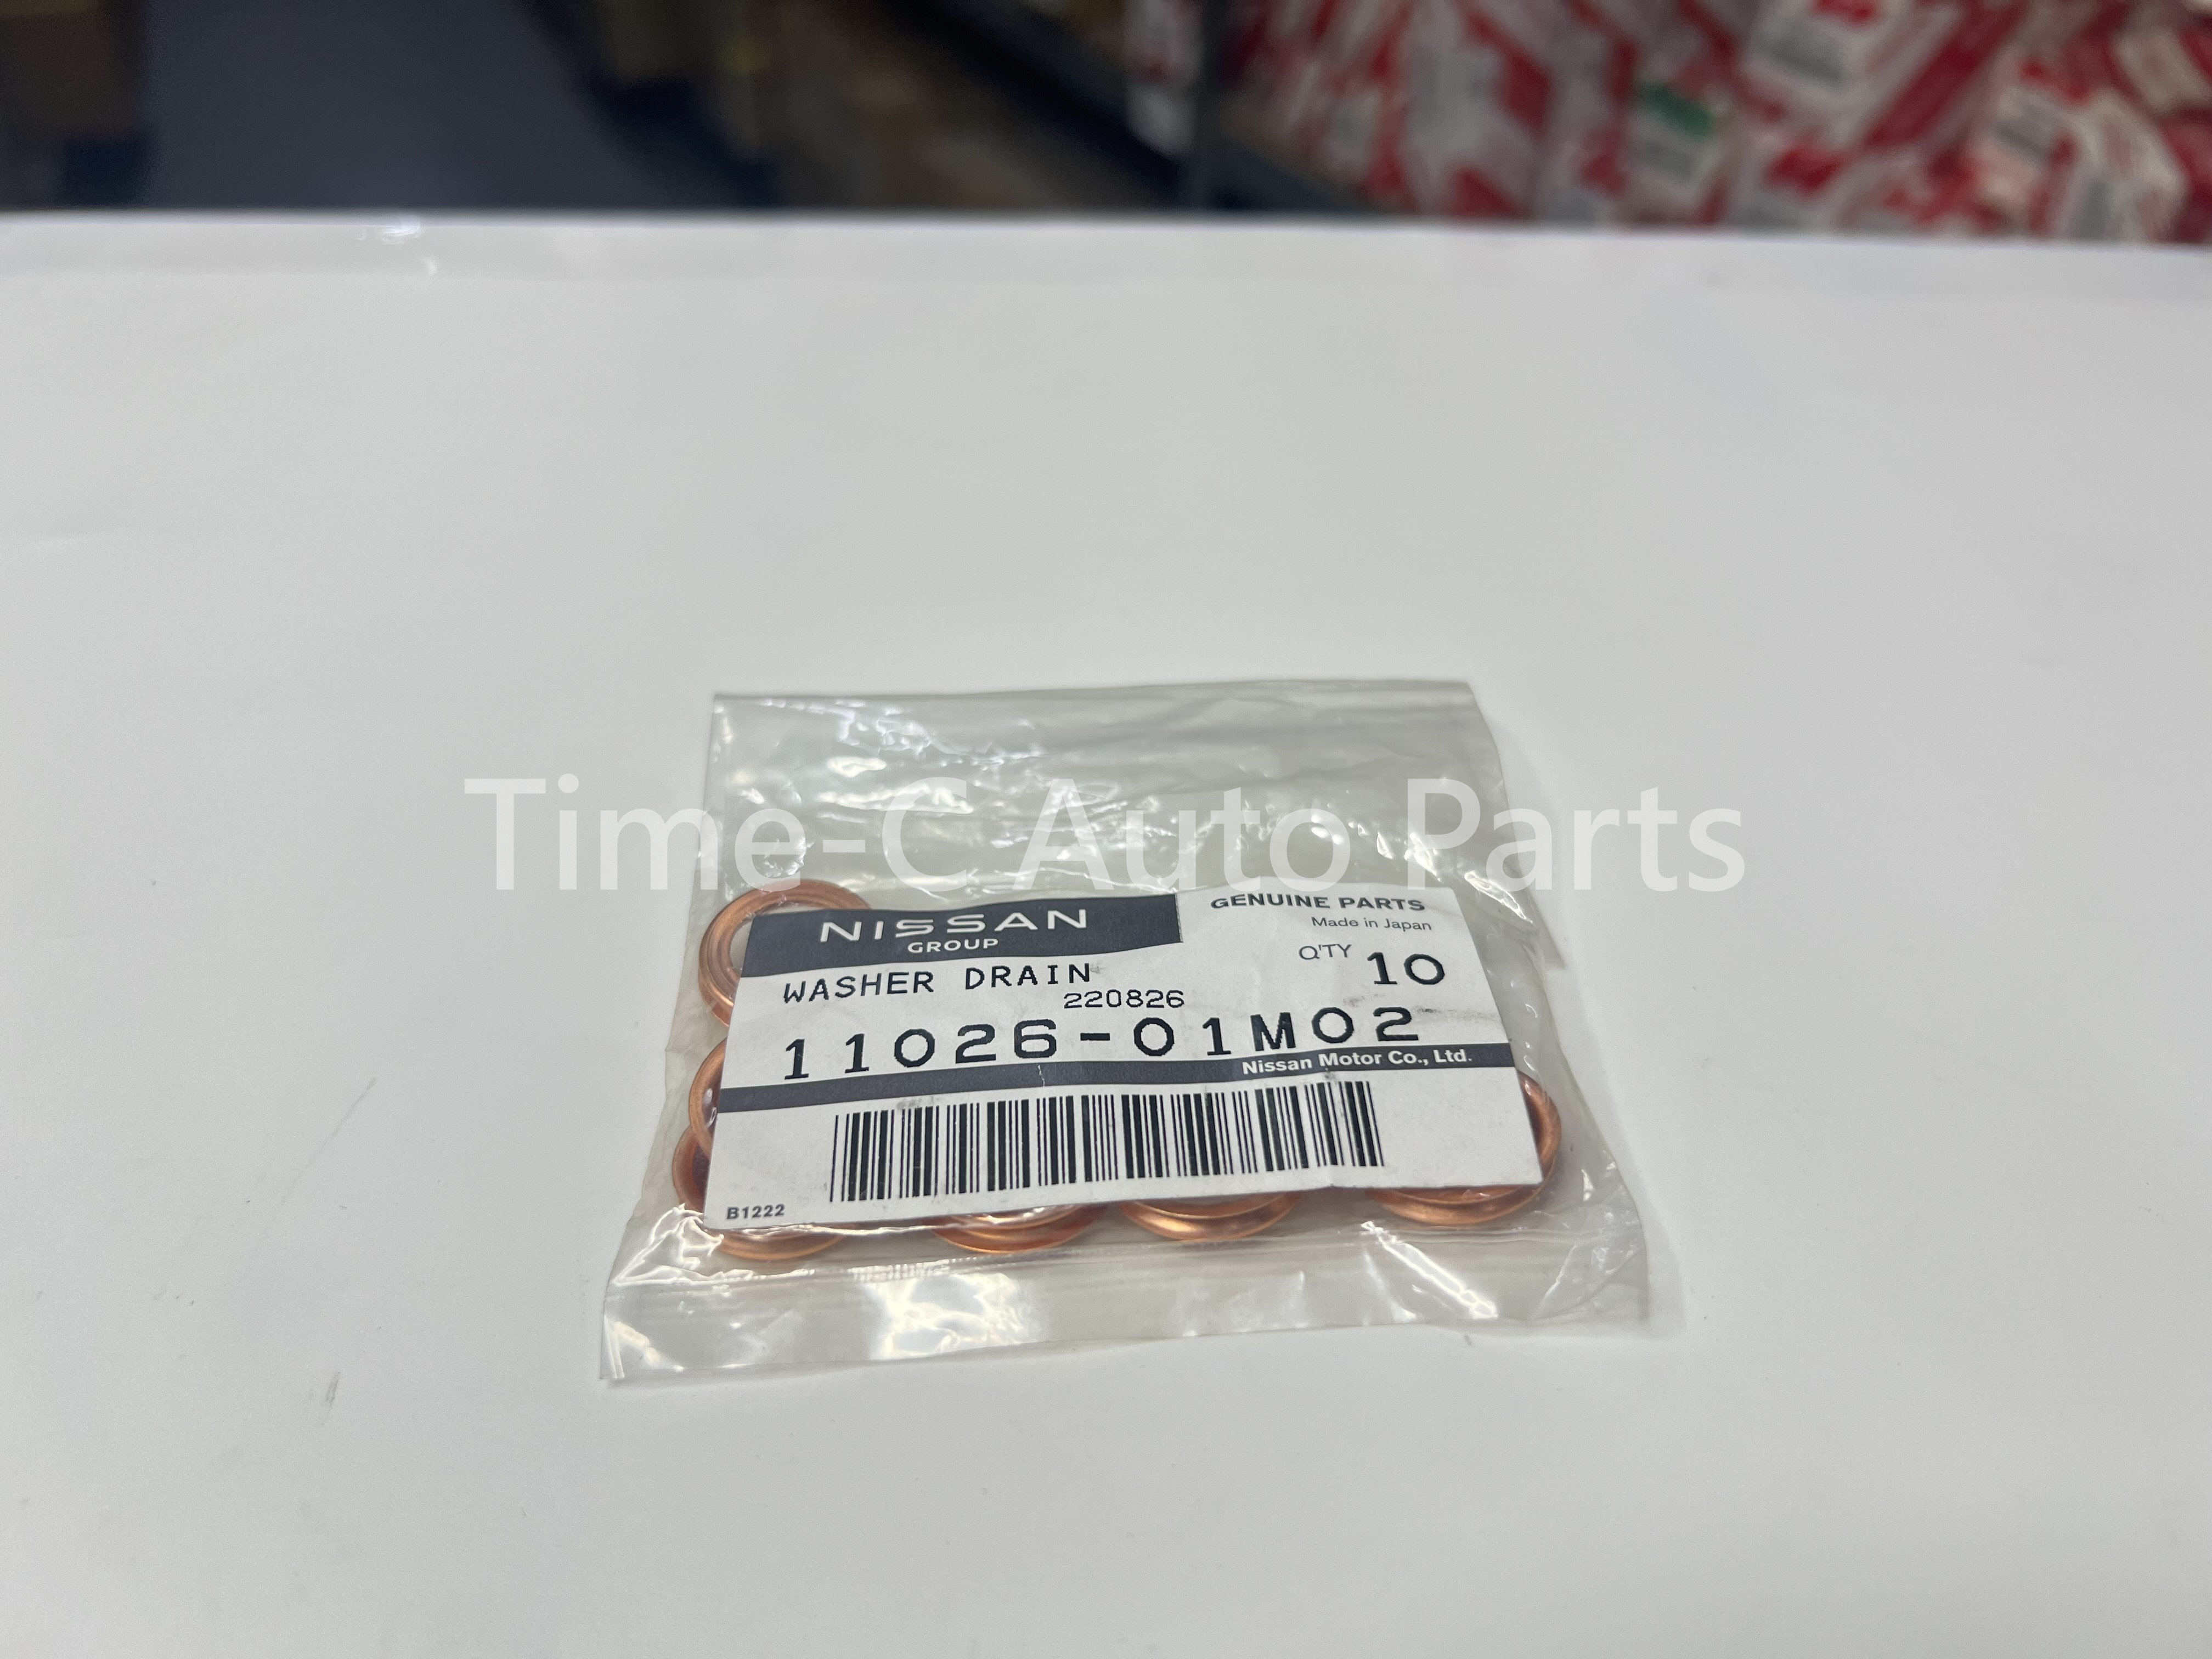 Time-C Auto Parts
NISSAN
GROUP
GENUINE PARTS
Made in Japan
WASHER DRAIN
Q'TY 10
220826
11026-01M02
Nissan Motor Co., Ltd.
B1222